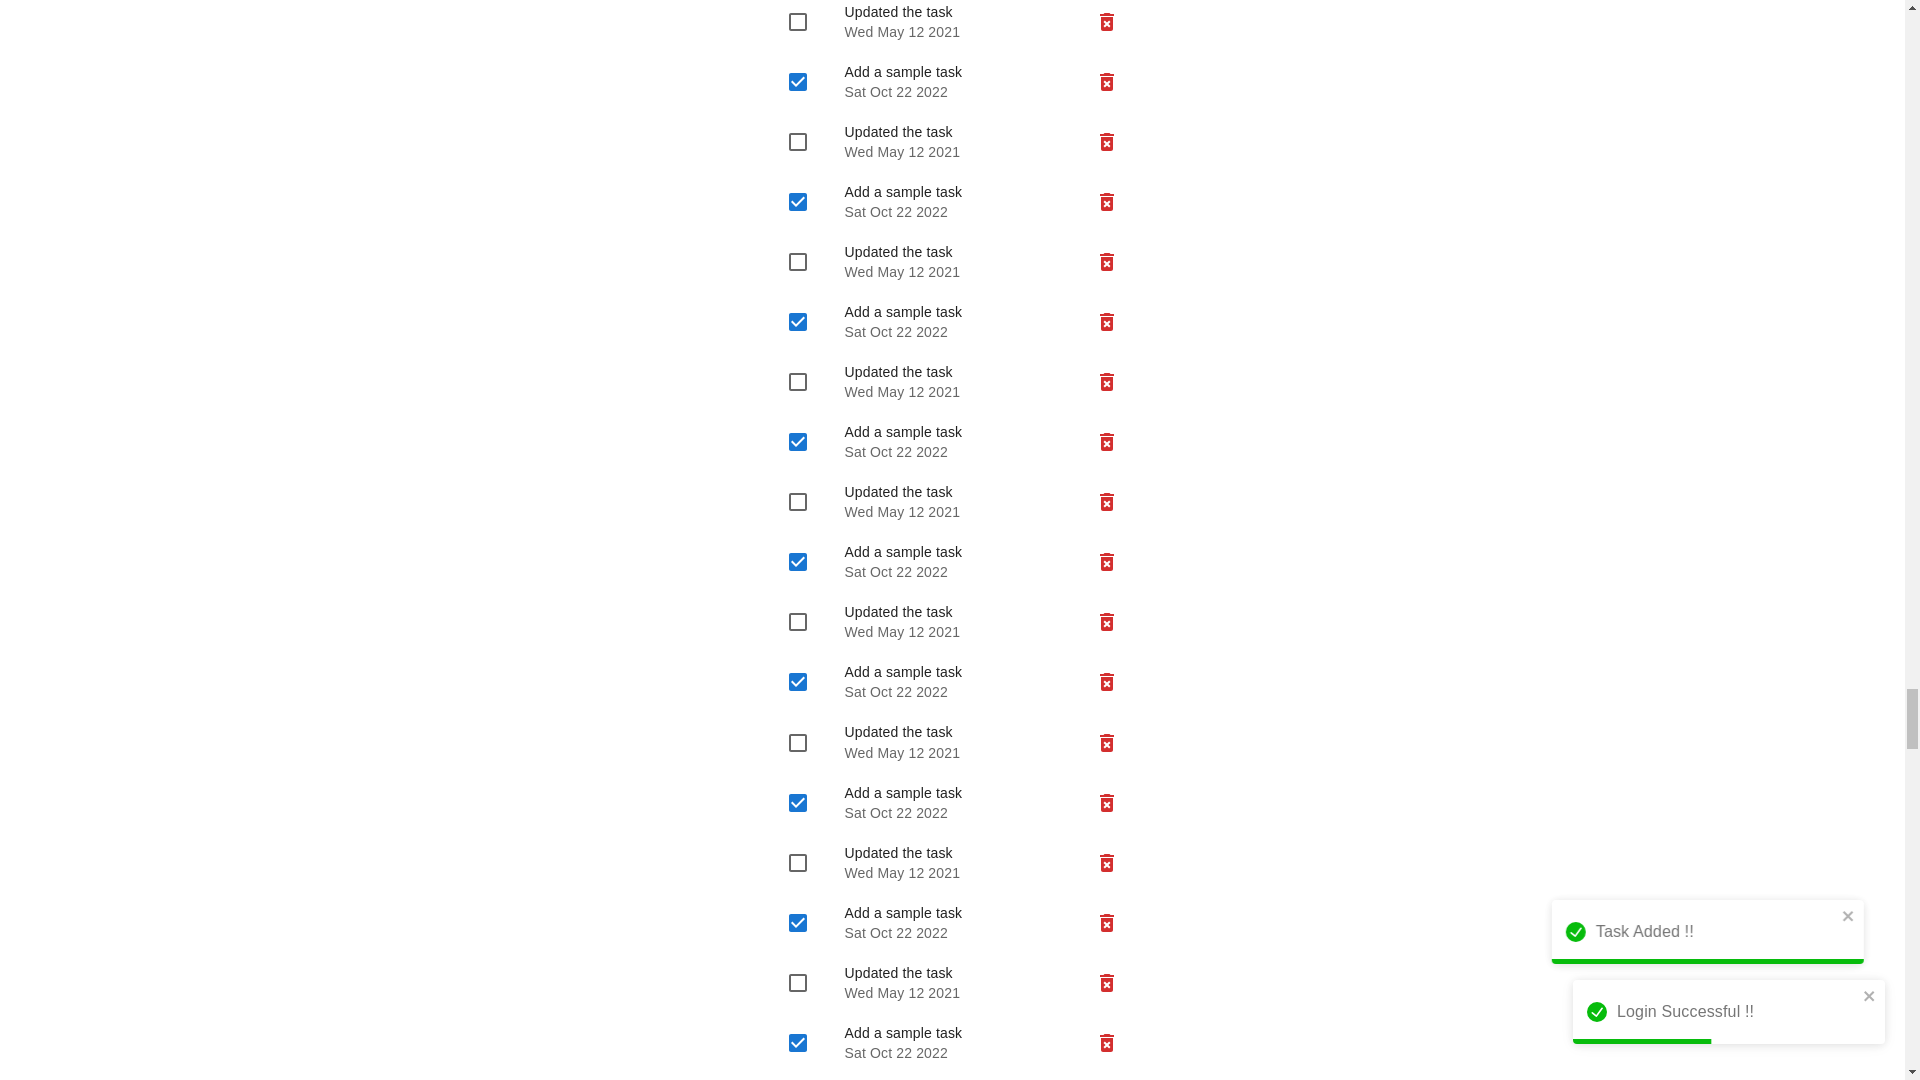 Updated the task
Wed May 12 2021
Add a sample task
Sat Oct 22 2022
Updated the task
Wed May 12 2021
Add a sample task
Sat Oct 22 2022
Updated the task
Wed May 12 2021
Add a sample task
Sat Oct 22 2022
Updated the task
Wed May 12 2021
Add a sample task
Sat Oct 22 2022
Updated the task
Wed May 12 2021
Add a sample task
Sat Oct 22 2022
Updated the task
Wed May 12 2021
Add a sample task
Sat Oct 22 2022
Updated the task
Wed May 12 2021
Add a sample task
Sat Oct 22 2022
Updated the task
Wed May 12 2021
Add a sample task
Sat Oct 22 2022
Updated the task
Wed May 12 2021
Add a sample task
Sat Oct 22 2022
Task Added !!
Login Successful !!